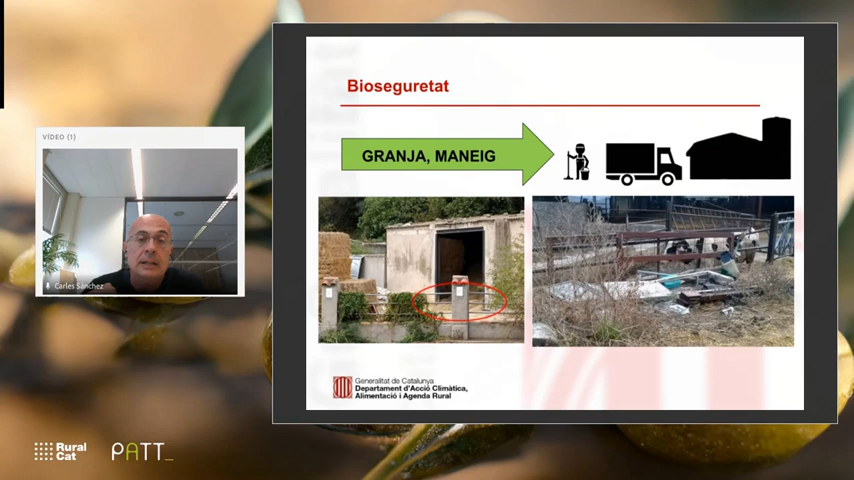 VÍDEO (1)
Carles Sánchez
Bioseguretat
GRANJA, MANEIG
Generalitat de Catalunya
Departament d'Acció Climàtica,
Alimentació i Agenda Rural
Rural
Cat
PATT_